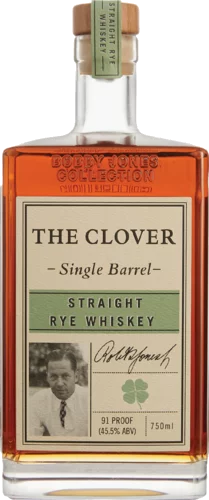 STRAIGHT RYE
WHISKEY
BOBBY JONES
COLLECTION
THE CLOVER
– Single Barrel –
STRAIGHT
RYE WHISKEY
91 PROOF
(45.5% ABV)
750ml